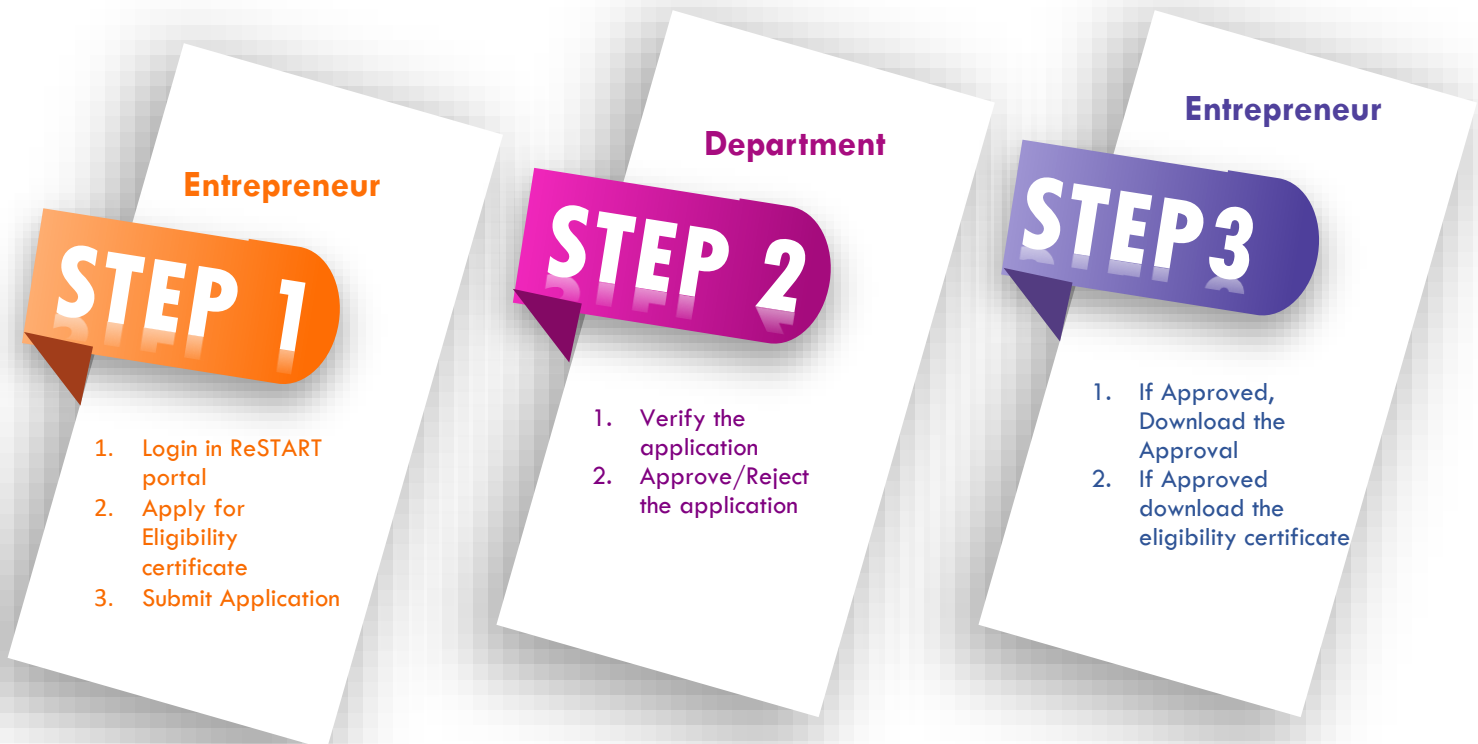 Entrepreneur
STEP 1
1. Login in ReSTART
portal
2. Apply for
Eligibility
certificate
3. Submit Application
Department
STEP 2
1. Verify the
application
2. Approve/Reject
the application
Entrepreneur
STEP3
1. If Approved,
Download the
Approval
2. If Approved
download the
eligibility certificate